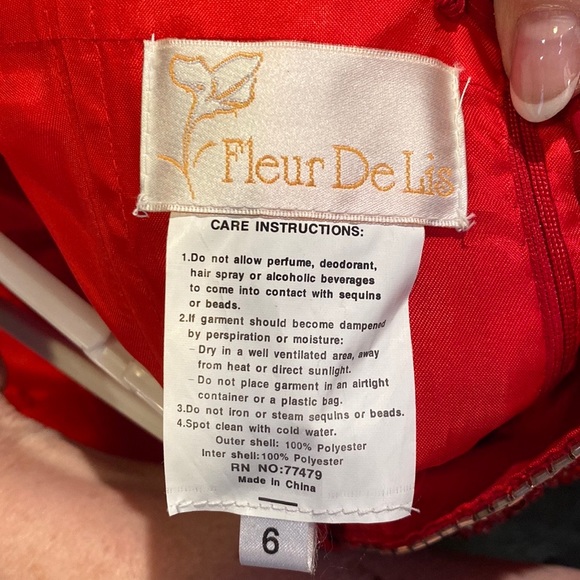 Fleur De Lis
CARE INSTRUCTIONS:
1.Do not allow perfume, deodorant,
hair spray or alcoholic beverages
to come into contact with sequins
or beads.
2.If garment should become dampened
by perspiration or moisture:
- Dry in a well ventilated area, away
from heat or direct sunlight.
- Do not place garment in an airtight
container or a plastic bag.
3.Do not iron or steam sequins or beads.
4.Spot clean with cold water.
Outer shell: 100% Polyester
Inter shell:100% Polyester
RN NO:77479
Made in China
6